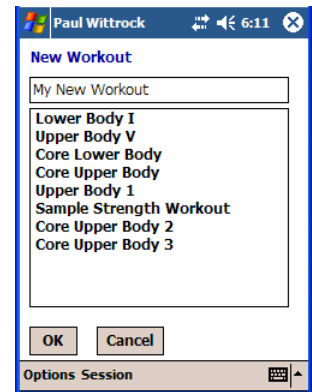 Paul Wittrock 6:11
New Workout
My New Workout
Lower Body I
Upper Body V
Core Lower Body
Core Upper Body
Upper Body 1
Sample Strength Workout
Core Upper Body 2
Core Upper Body 3
OK Cancel
Options Session